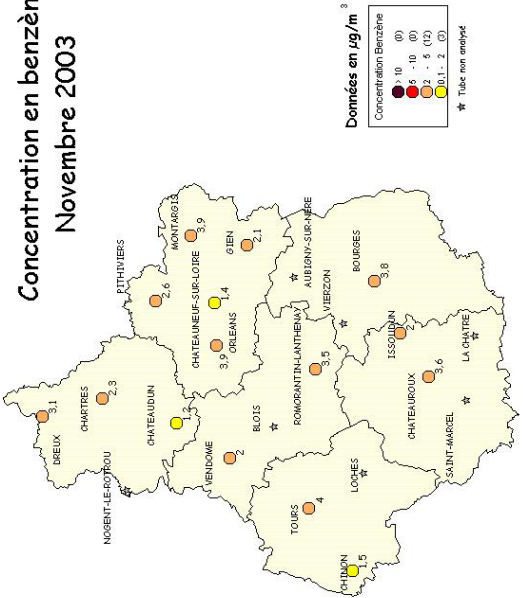 Concentration en benzèn
Novembre 2003
Données en µg/m 3
Concentration Benzène
> 10 (0)
5 - 10 (0)
2 - 5 (12)
0,1 - 2 (3)
Tube non analysé
DREUX
3,1
CHARTRES
2,3
NOGENT-LE-ROTROU
CHATEAUDUN
1,2
PITHIVIERS
2,6
MONTARGIS
3,9
CHATEAUNEUF-SUR-LOIRE
1,4
GIEN
2,1
ORLEANS
3,9
VENDOME
2
BLOIS
ROMORANTIN-LANTHENAY
3,5
AUBIGNY-SUR-NERE
VIERZON
BOURGES
3,8
TOURS
4
LOCHES
CHINON
1,5
ISSOUDUN
2
CHATEAUROUX
3,6
SAINT-MARCEL
LA CHATRE